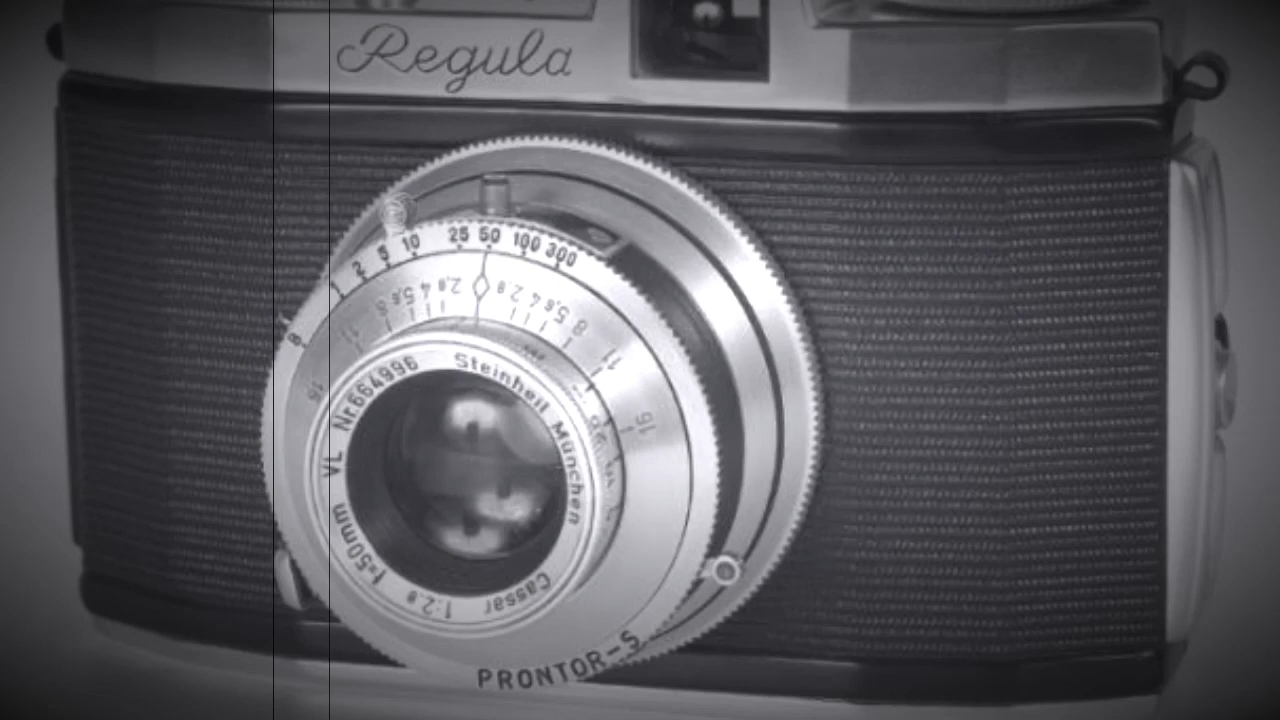 Regula
B 1 2 5 10 25 50 100 300
16 11 8 5,6 4 2,8 2,8 4 5,6 8 11 16
Steinheil München Cassar 1:2.8 f=50mm VL Nr.664996
PRONTOR-S